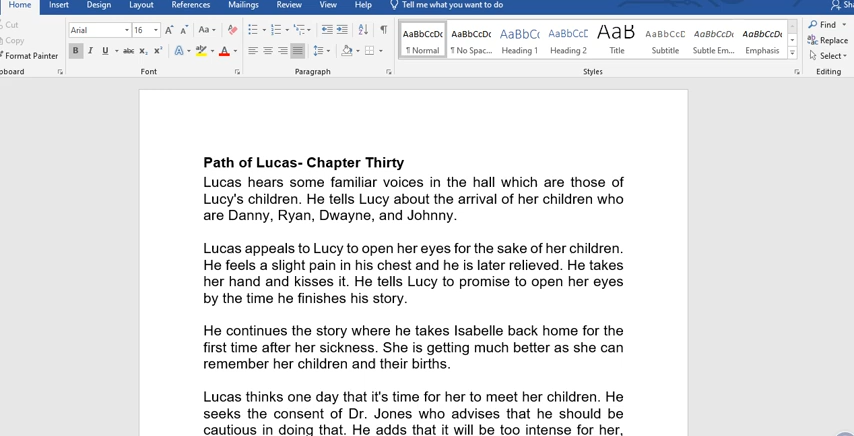 Home Insert Design Layout References Mailings Review View Help Tell me what you want to do Sha
Cut Arial 16 Aa AaBbCcDc AaBbCcDc AaBbCc AaBbCcC AaB AaBbCcD AaBbCcDc AaBbCcDc Find
Copy Replace
Format Painter B I U abc X₂ X² A ab A ¶ Normal ¶ No Spac... Heading 1 Heading 2 Title Subtitle Subtle Em... Emphasis Select
board Font Paragraph Styles Editing
Path of Lucas- Chapter Thirty
Lucas hears some familiar voices in the hall which are those of
Lucy's children. He tells Lucy about the arrival of her children who
are Danny, Ryan, Dwayne, and Johnny.
Lucas appeals to Lucy to open her eyes for the sake of her children.
He feels a slight pain in his chest and he is later relieved. He takes
her hand and kisses it. He tells Lucy to promise to open her eyes
by the time he finishes his story.
He continues the story where he takes Isabelle back home for the
first time after her sickness. She is getting much better as she can
remember her children and their births.
Lucas thinks one day that it's time for her to meet her children. He
seeks the consent of Dr. Jones who advises that he should be
cautious in doing that. He adds that it will be too intense for her,